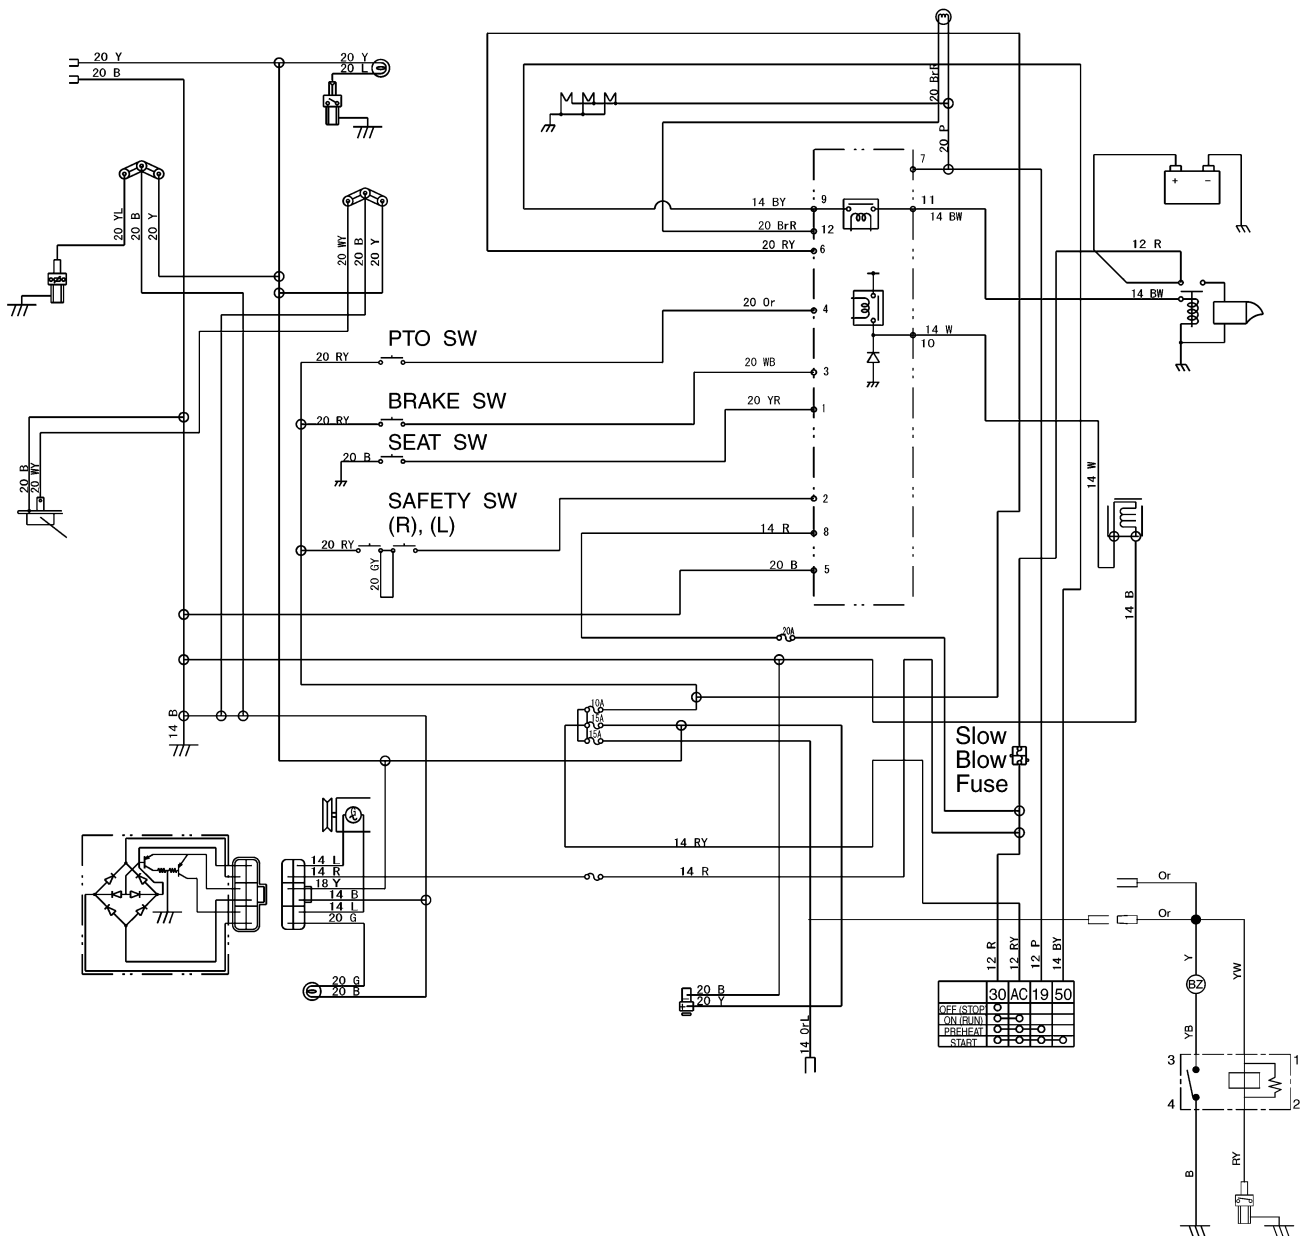 20 Y
20 B
20 Y
20 L
20 BrR
20 P
7
14 BY
9
11
14 BW
20 BrR
12
20 RY
6
+
-
12 R
14 BW
20 YL
20 B
20 Y
20 WY
20 B
20 Y
20 Or
4
14 W
10
PTO SW
20 RY
20 WB
3
BRAKE SW
20 RY
20 YR
1
SEAT SW
20 B
SAFETY SW
(R), (L)
2
14 R
8
20 RY
20 GY
20 B
5
14 W
14 B
20 B
20 WY
20A
10A
15A
15A
14 B
Slow
Blow
Fuse
G
14 RY
14 L
14 R
14 R
18 Y
14 B
14 L
20 G
20 G
20 B
20 B
20 Y
14 OrL
12 R
12 RY
12 P
14 BY
30 AC 19 50
OFF (STOP)
ON (RUN)
PREHEAT
START
Or
Or
Y
YW
BZ
YB
3
1
4
2
B
RY